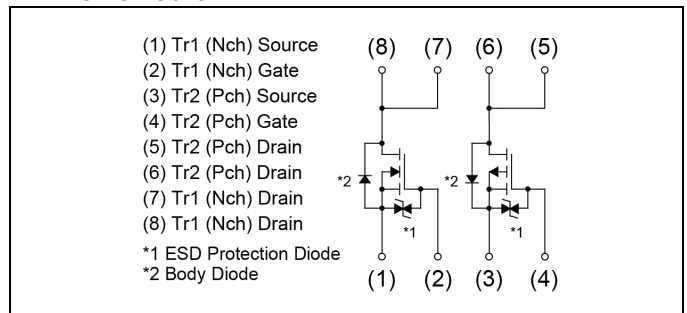 (1) Tr1 (Nch) Source
(2) Tr1 (Nch) Gate
(3) Tr2 (Pch) Source
(4) Tr2 (Pch) Gate
(5) Tr2 (Pch) Drain
(6) Tr2 (Pch) Drain
(7) Tr1 (Nch) Drain
(8) Tr1 (Nch) Drain
*1 ESD Protection Diode
*2 Body Diode
(8) (7) (6) (5)
*2 *2
*1 *1
(1) (2) (3) (4)